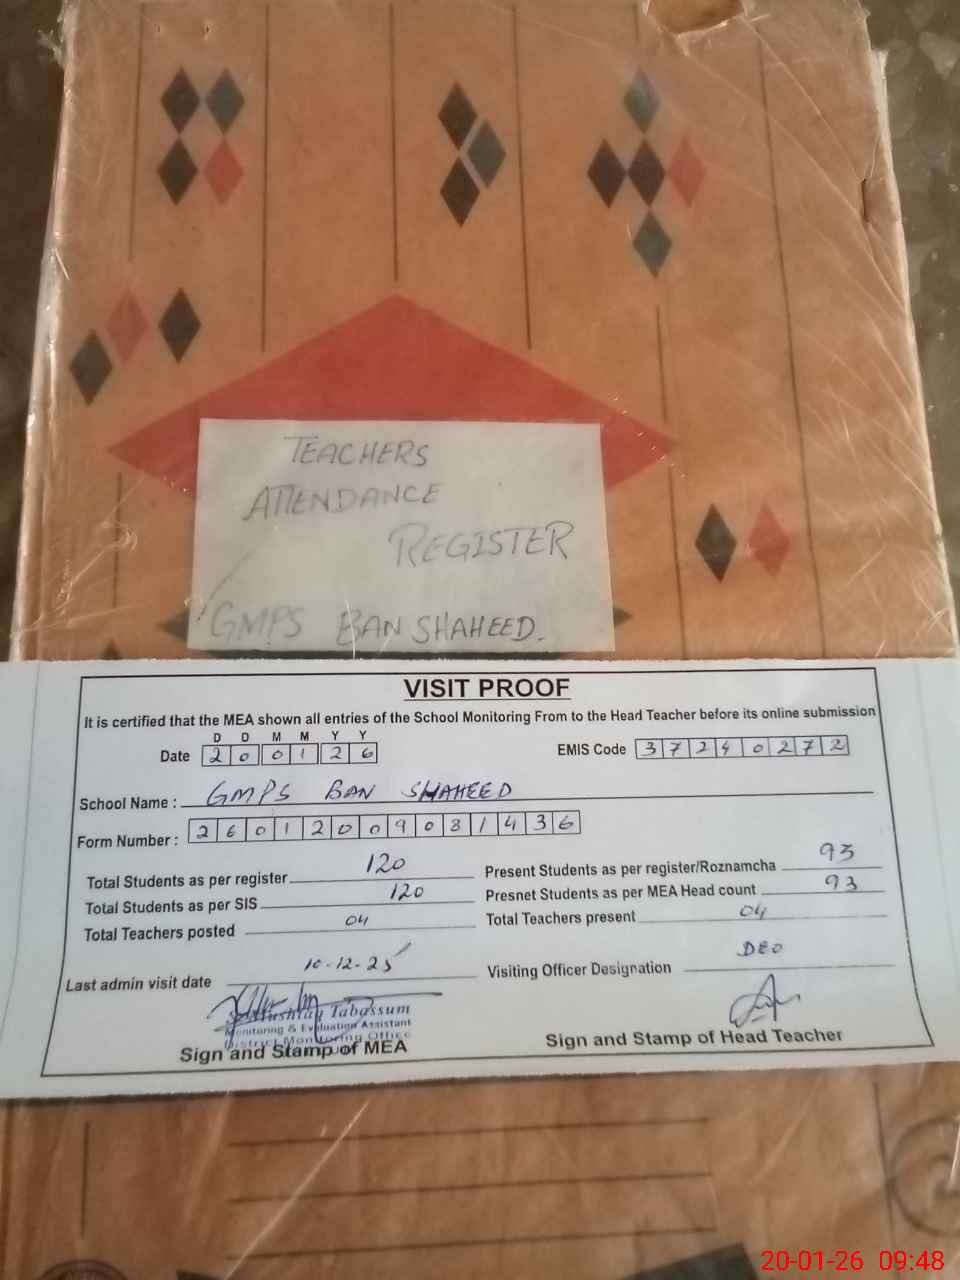 TEACHERS
ATTENDANCE
REGISTER
GMPS BAN SHAHEED.
VISIT PROOF
It is certified that the MEA shown all entries of the School Monitoring From to the Head Teacher before its online submission
D D M M Y Y
Date 2 0 0 1 2 6 EMIS Code 3 7 2 4 0 2 7 2
School Name : GMPS BAN SHAHEED
Form Number : 2 6 0 1 2 0 0 9 0 3 1 4 3 6
Total Students as per register 120 Present Students as per register/Roznamcha 93
Total Students as per SIS 120 Presnet Students as per MEA Head count 93
Total Teachers posted 04 Total Teachers present 04
Last admin visit date 10-12-25 Visiting Officer Designation DEO
Tabassum
Monitoring & Evaluation Assistant
District Monitoring Office
Sign and Stamp of MEA Sign and Stamp of Head Teacher
20-01-26 09:48